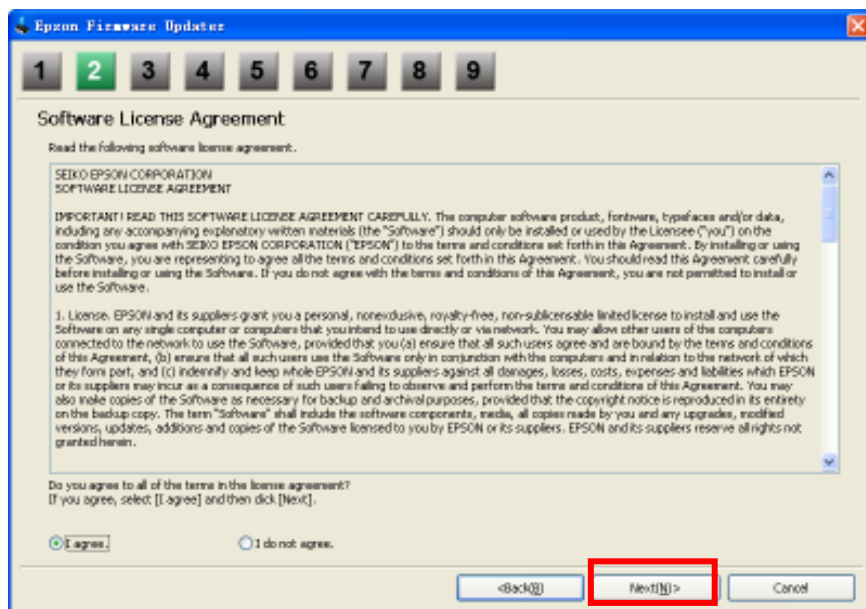 Epson Firmware Updater
1 2 3 4 5 6 7 8 9
Software License Agreement
Read the following software license agreement.
SEIKO EPSON CORPORATION
SOFTWARE LICENSE AGREEMENT
IMPORTANT! READ THIS SOFTWARE LICENSE AGREEMENT CAREFULLY. The computer software product, fontware, typefaces and/or data,
including any accompanying explanatory written materials (the "Software") should only be installed or used by the Licensee ("you") on the
condition you agree with SEIKO EPSON CORPORATION ("EPSON") to the terms and conditions set forth in this Agreement. By installing or using
the Software, you are representing to agree all the terms and conditions set forth in this Agreement. You should read this Agreement carefully
before installing or using the Software. If you do not agree with the terms and conditions of this Agreement, you are not permitted to install or
use the Software.
1. License. EPSON and its suppliers grant you a personal, nonexclusive, royalty-free, non-sublicensable limited license to install and use the
Software on any single computer or computers that you intend to use directly or via network. You may allow other users of the computers
connected to the network to use the Software, provided that you (a) ensure that all such users agree and are bound by the terms and conditions
of this Agreement, (b) ensure that all such users use the Software only in conjunction with the computers and in relation to the network of which
they form part, and (c) indemnify and keep whole EPSON and its suppliers against all damages, losses, costs, expenses and liabilities which EPSON
or its suppliers may incur as a consequence of such users failing to observe and perform the terms and conditions of this Agreement. You may
also make copies of the Software as necessary for backup and archival purposes, provided that the copyright notice is reproduced in its entirety
on the backup copy. The term "Software" shall include the software components, media, all copies made by you and any upgrades, modified
versions, updates, additions and copies of the Software licensed to you by EPSON or its suppliers. EPSON and its suppliers reserve all rights not
granted herein.
Do you agree to all of the terms in the license agreement?
If you agree, select [I agree] and then click [Next].
I agree. I do not agree.
<Back(B) Next(N)> Cancel